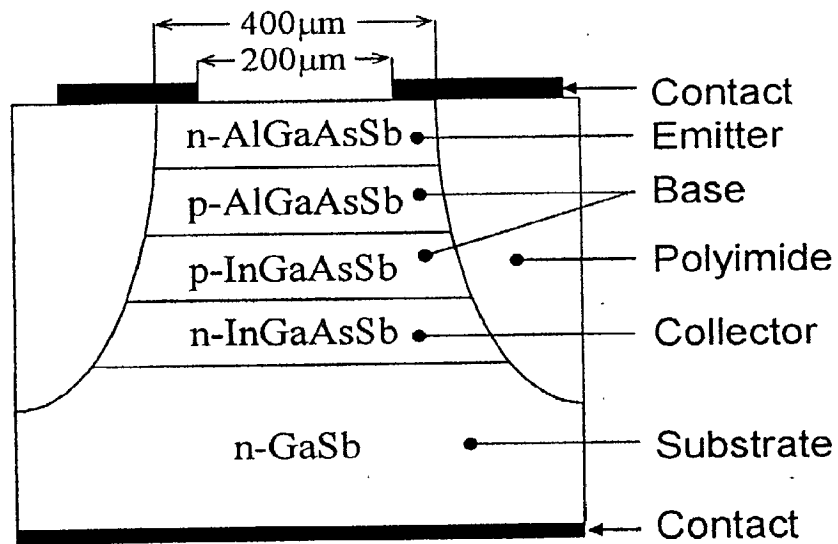 400μm
200μm
Contact
n-AlGaAsSb
Emitter
p-AlGaAsSb
Base
p-InGaAsSb
Polyimide
n-InGaAsSb
Collector
n-GaSb
Substrate
Contact